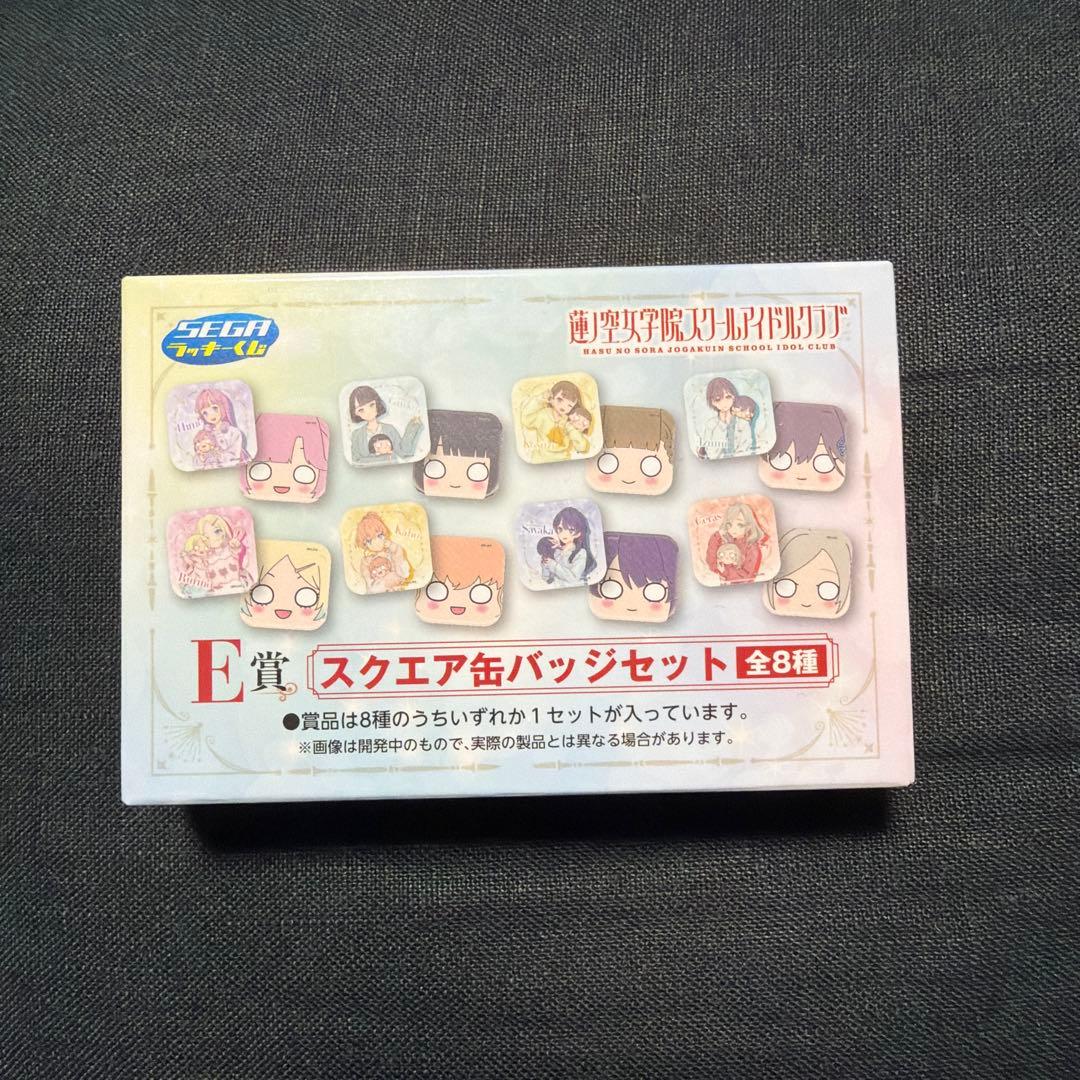 SEGA
ラッキーくじ
蓮ノ空女学院スクールアイドルクラブ
HASU NO SORA JOGAKUIN SCHOOL IDOL CLUB
Izumi
Rurino
Kaho
Sayaka
Ceras
E賞 スクエア缶バッジセット 全8種
●賞品は8種のうちいずれか1セットが入っています。
※画像は開発中のもので、実際の製品とは異なる場合があります。